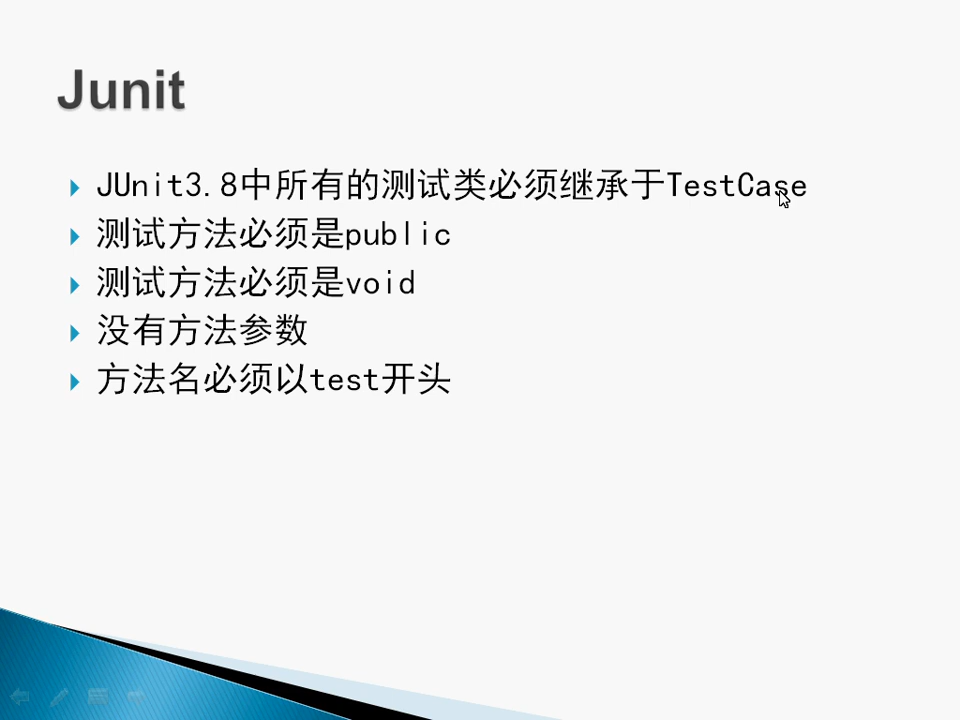 Junit
JUnit3.8中所有的测试类必须继承于TestCase
测试方法必须是public
测试方法必须是void
没有方法参数
方法名必须以test开头